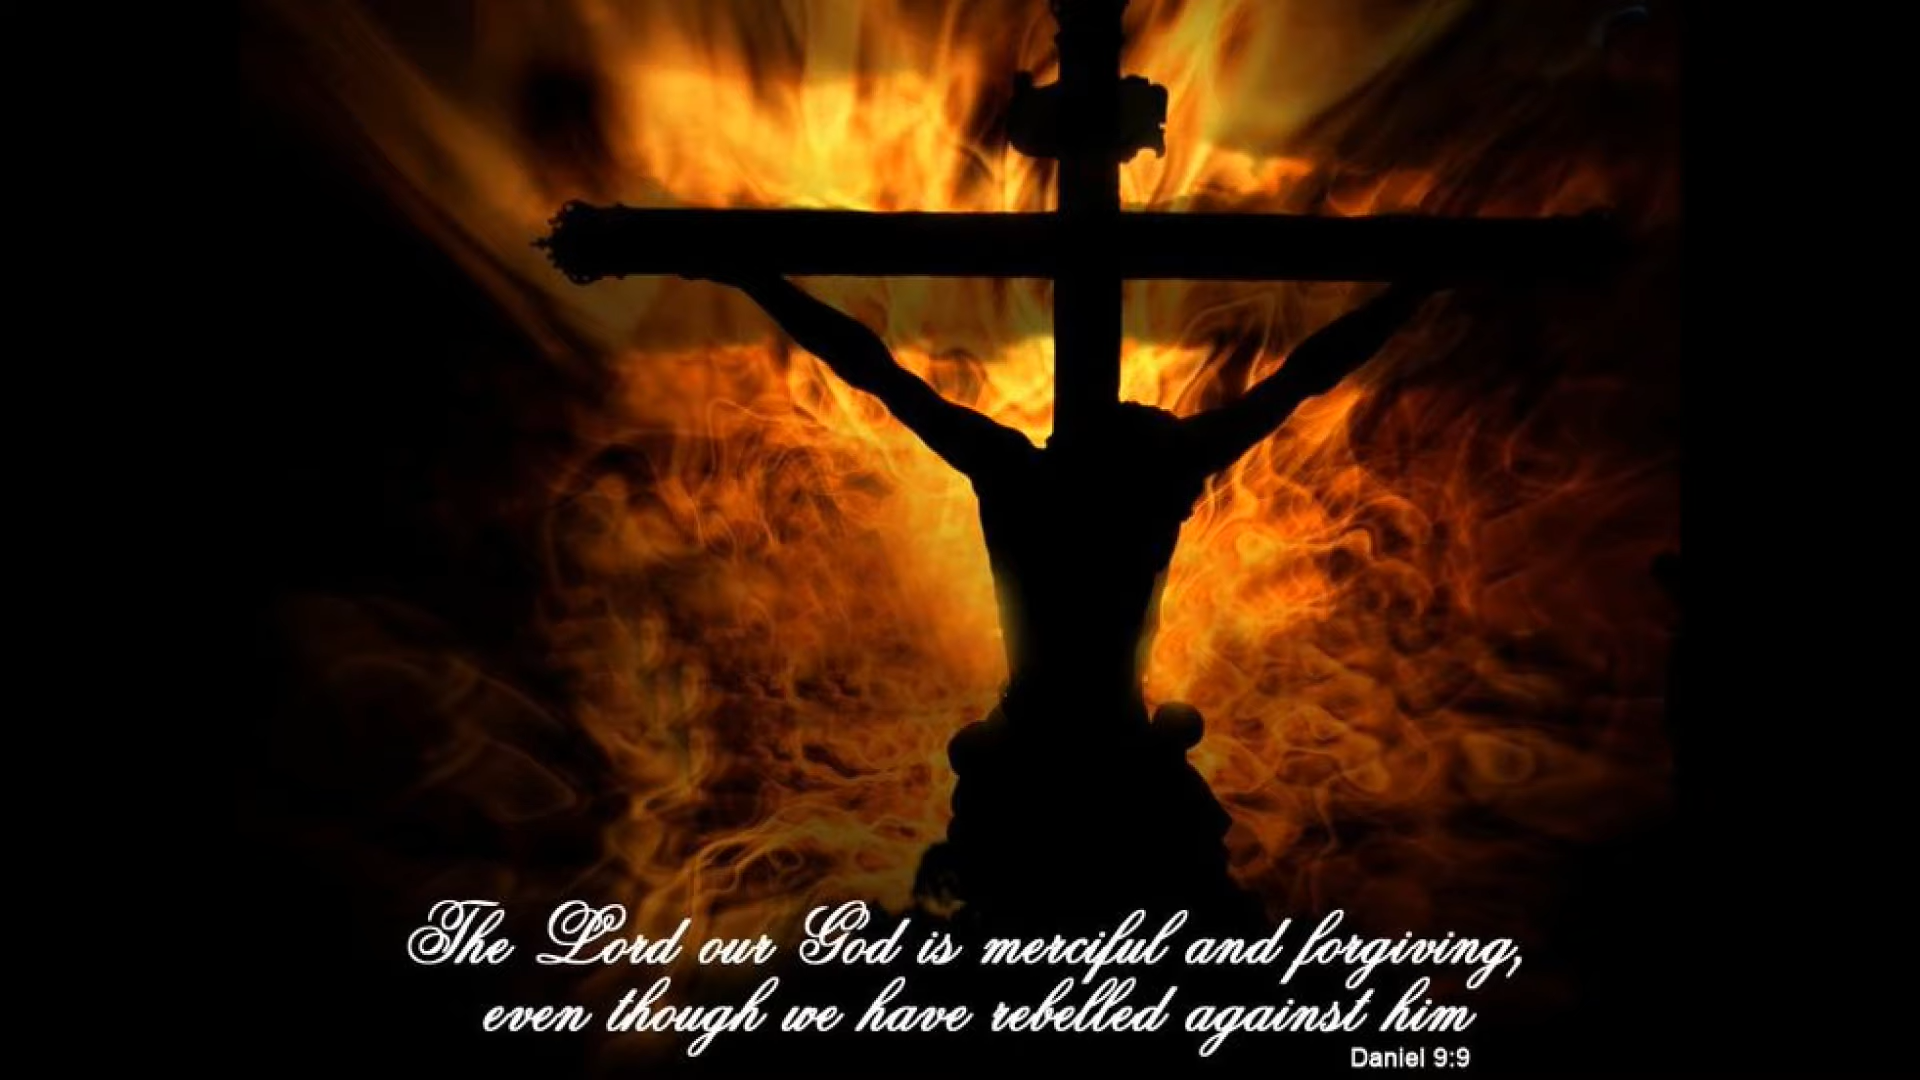 The Lord our God is merciful and forgiving,
even though we have rebelled against him
Daniel 9:9